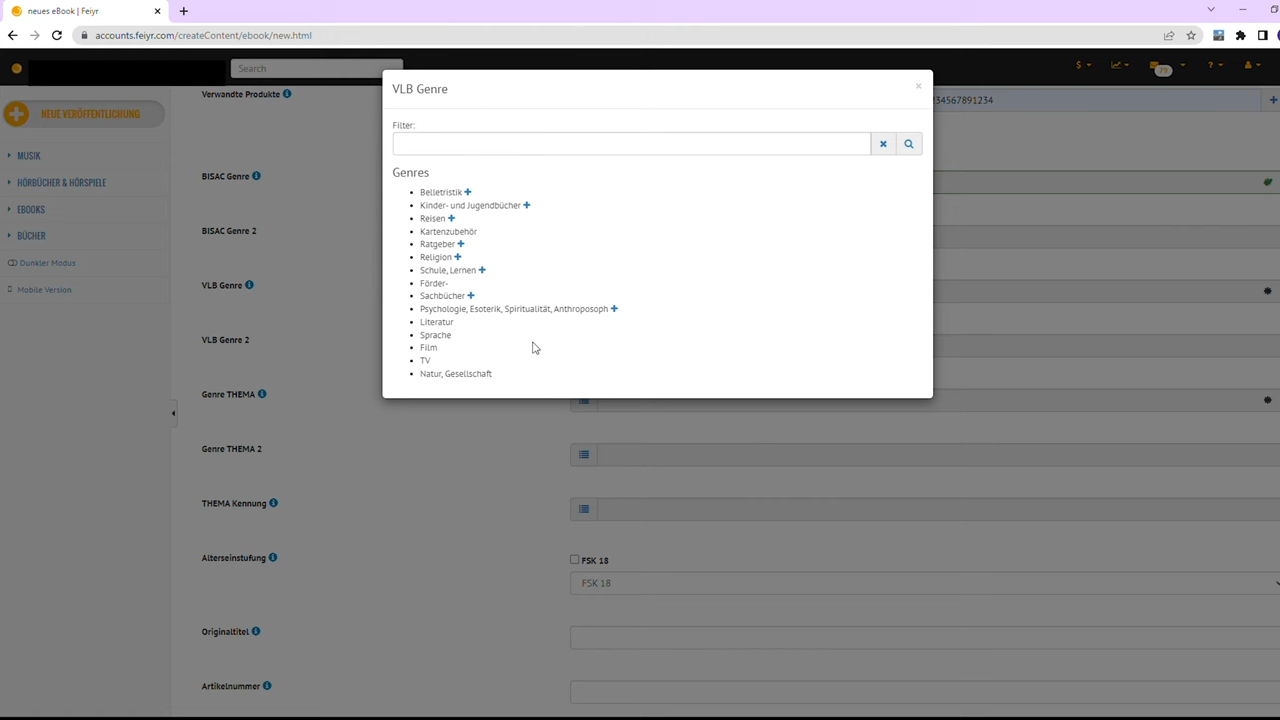 neues eBook | Feiyr
accounts.feiyr.com/createContent/ebook/new.html
Search
$
79
?
NEUE VERÖFFENTLICHUNG
MUSIK
HÖRBÜCHER & HÖRSPIELE
EBOOKS
BÜCHER
Dunkler Modus
Mobile Version
Verwandte Produkte
234567891234
BISAC Genre
BISAC Genre 2
VLB Genre
VLB Genre 2
Genre THEMA
Genre THEMA 2
THEMA Kennung
Alterseinstufung
FSK 18
FSK 18
Originaltitel
Artikelnummer
VLB Genre
Filter:
Genres
Belletristik
Kinder- und Jugendbücher
Reisen
Kartenzubehör
Ratgeber
Religion
Schule, Lernen
Förder-
Sachbücher
Psychologie, Esoterik, Spiritualität, Anthroposoph
Literatur
Sprache
Film
TV
Natur, Gesellschaft